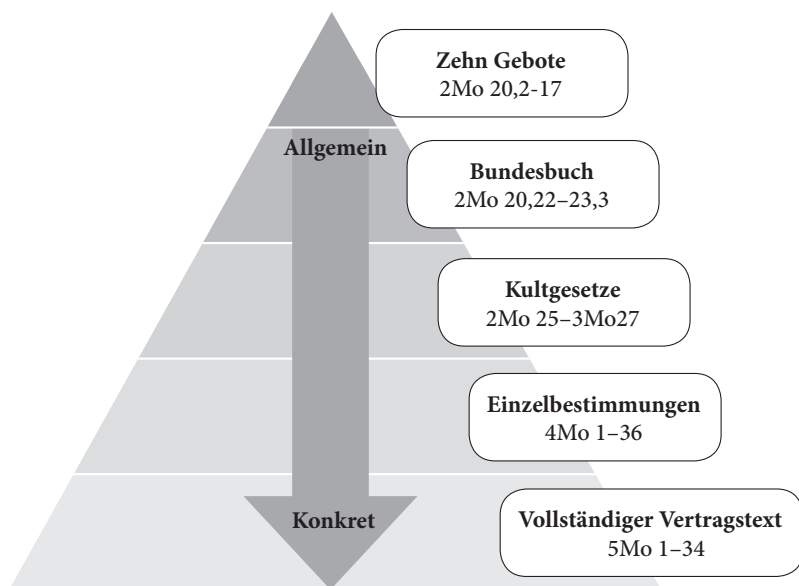 Zehn Gebote
2Mo 20,2-17
Allgemein
Bundesbuch
2Mo 20,22–23,3
Kultgesetze
2Mo 25–3Mo27
Einzelbestimmungen
4Mo 1–36
Konkret
Vollständiger Vertragstext
5Mo 1–34